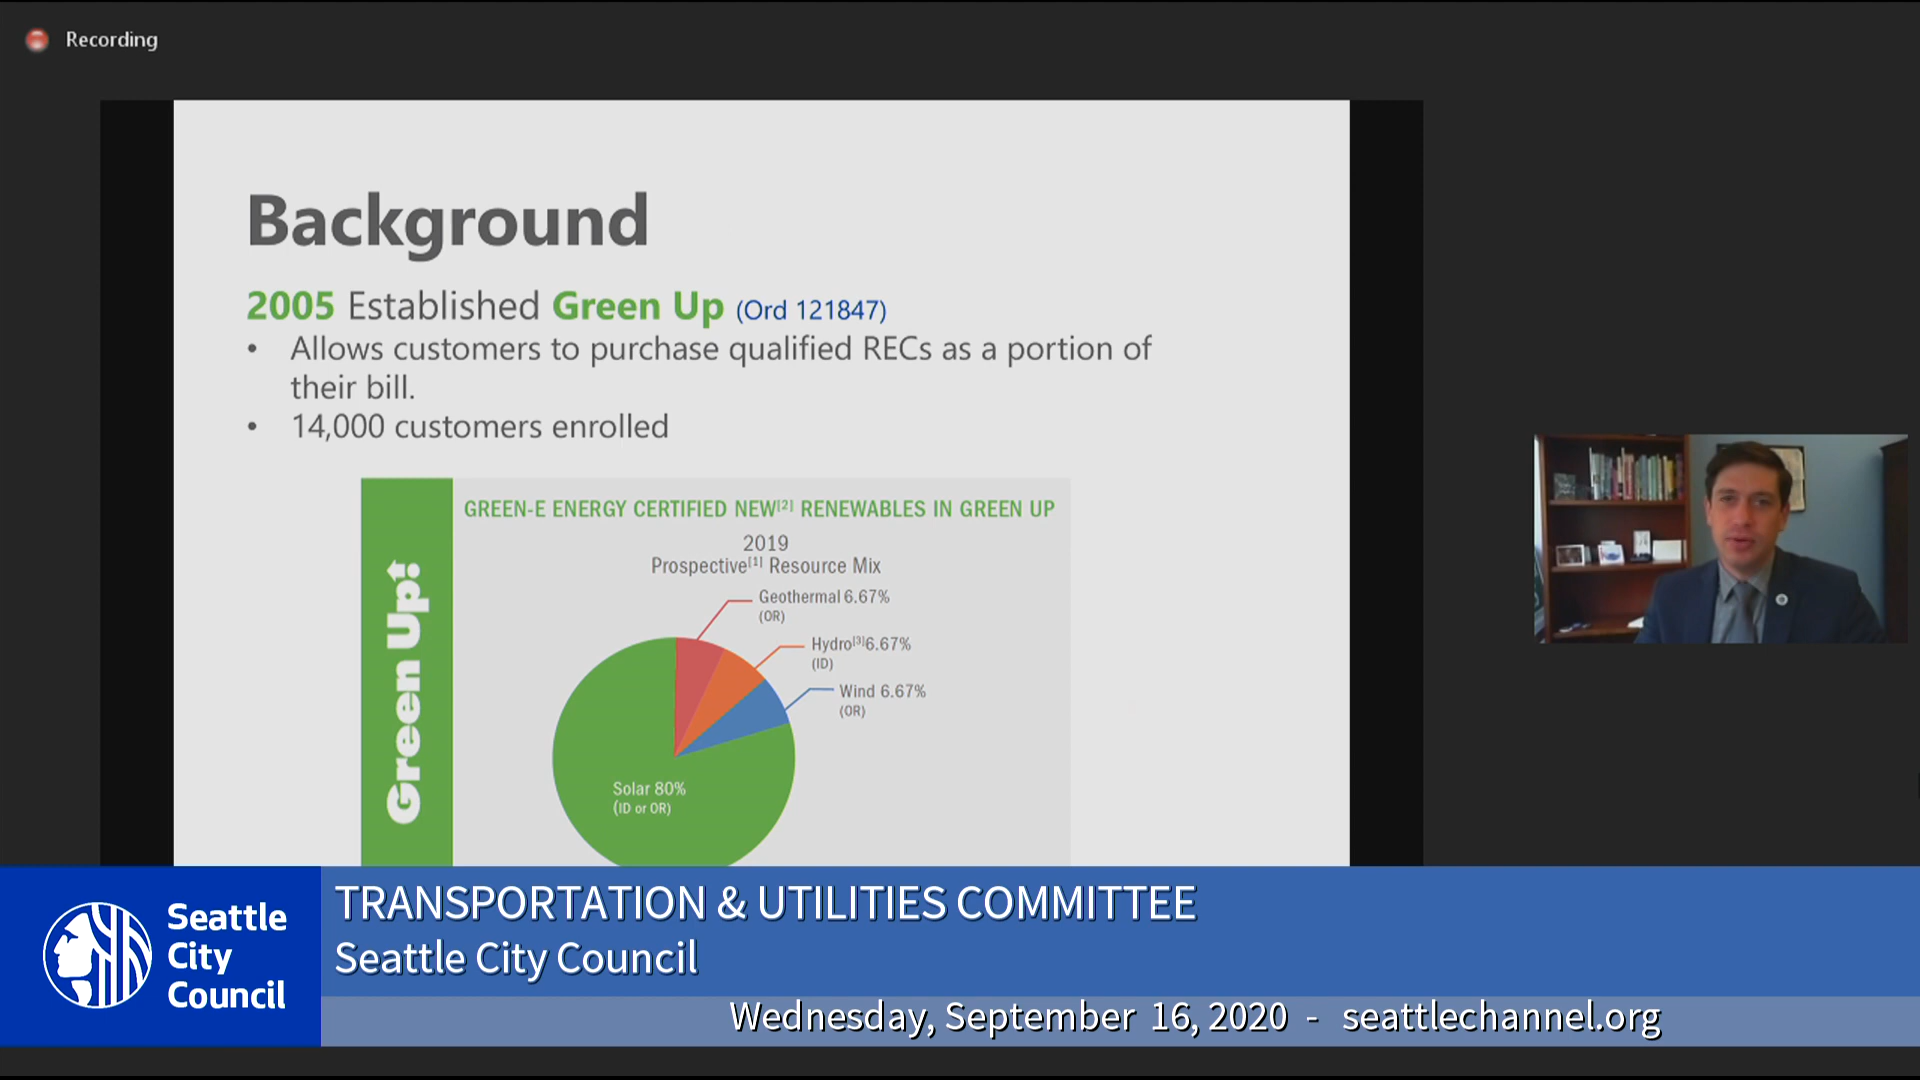 Recording
Background
2005 Established Green Up (Ord 121847)
• Allows customers to purchase qualified RECs as a portion of
their bill.
• 14,000 customers enrolled
Green Up!
GREEN-E ENERGY CERTIFIED NEW[2] RENEWABLES IN GREEN UP
2019
Prospective[1] Resource Mix
Geothermal 6.67%
(OR)
Hydro[3]6.67%
(ID)
Wind 6.67%
(OR)
Solar 80%
(ID or OR)
Seattle
City
Council
TRANSPORTATION & UTILITIES COMMITTEE
Seattle City Council
Wednesday, September 16, 2020 - seattlechannel.org